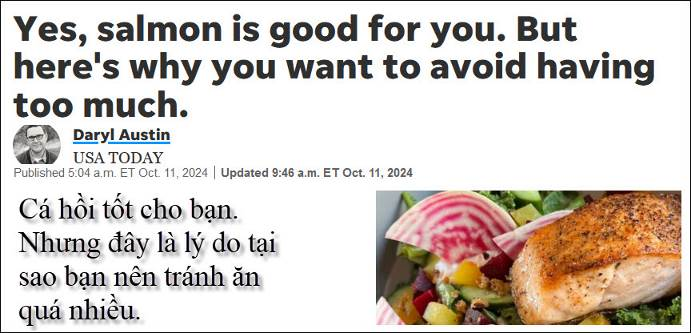 Yes, salmon is good for you. But
here's why you want to avoid having
too much.
Daryl Austin
USA TODAY
Published 5:04 a.m. ET Oct. 11, 2024 | Updated 9:46 a.m. ET Oct. 11, 2024
Cá hồi tốt cho bạn.
Nhưng đây là lý do tại
sao bạn nên tránh ăn
quá nhiều.